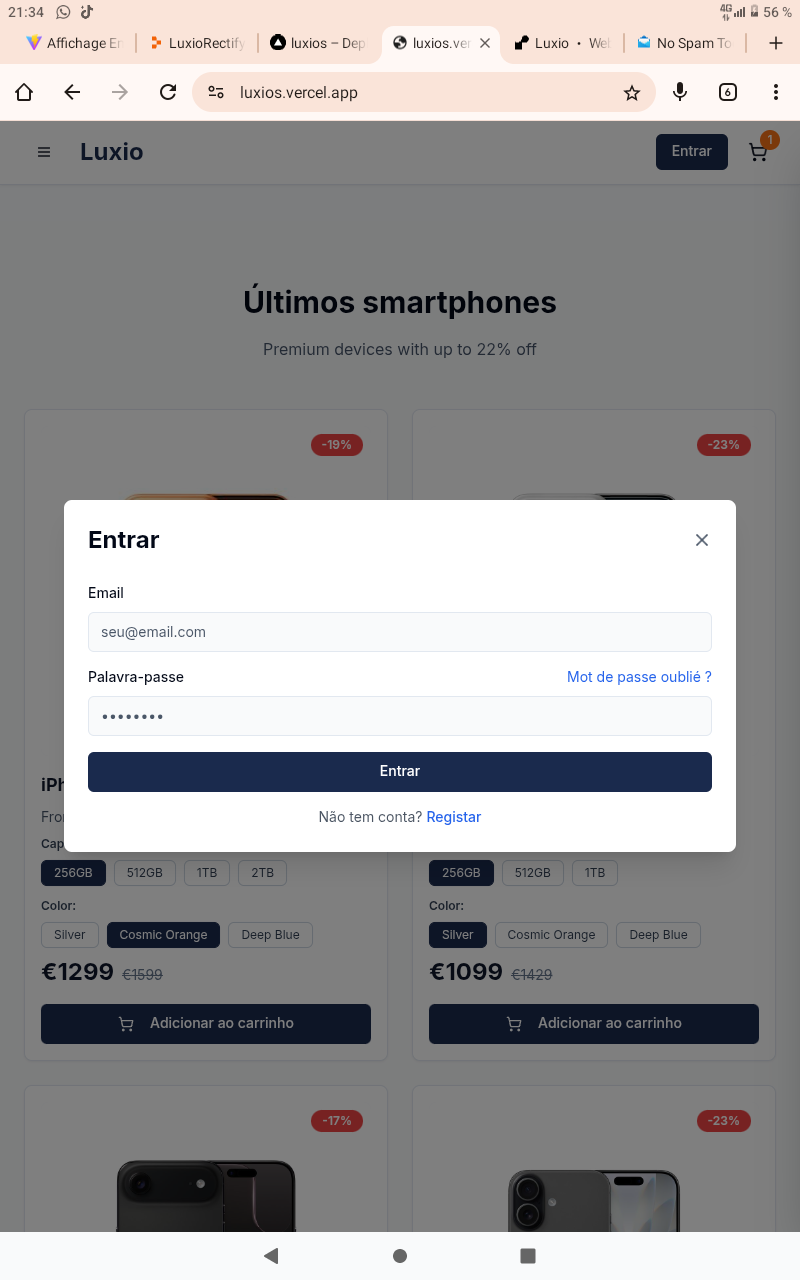 21:34 4G 56 %
Affichage En LuxioRectify luxios – Dep luxios.ver Luxio • Wel No Spam To
luxios.vercel.app 6
Luxio Entrar 1
Últimos smartphones
Premium devices with up to 22% off
-19% -23%
Entrar
Email
seu@email.com
Palavra-passe Mot de passe oublié ?
••••••••
Entrar
Não tem conta? Registar
iPh
Fro
Cap
256GB 512GB 1TB 2TB 256GB 512GB 1TB
Color: Color:
Silver Cosmic Orange Deep Blue Silver Cosmic Orange Deep Blue
€1299 €1599 €1099 €1429
Adicionar ao carrinho Adicionar ao carrinho
-17% -23%